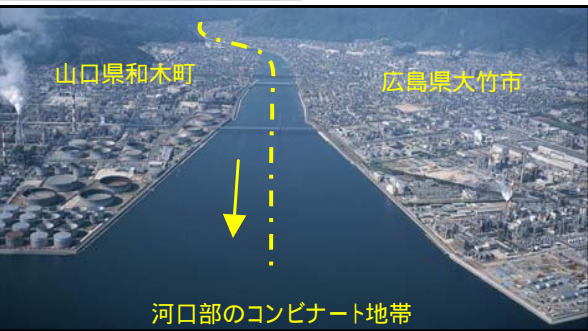 山口県和木町
広島県大竹市
河口部のコンビナート地帯